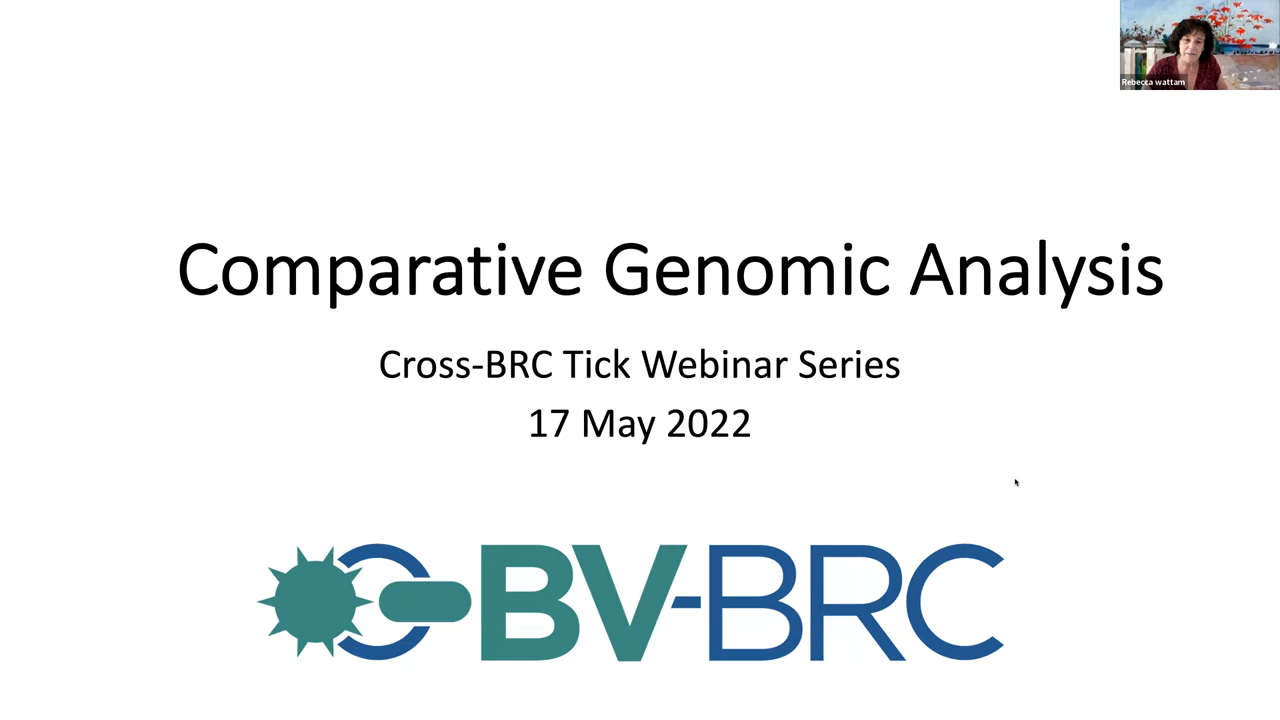 Rebecca wattam
Comparative Genomic Analysis
Cross-BRC Tick Webinar Series
17 May 2022
BV-BRC